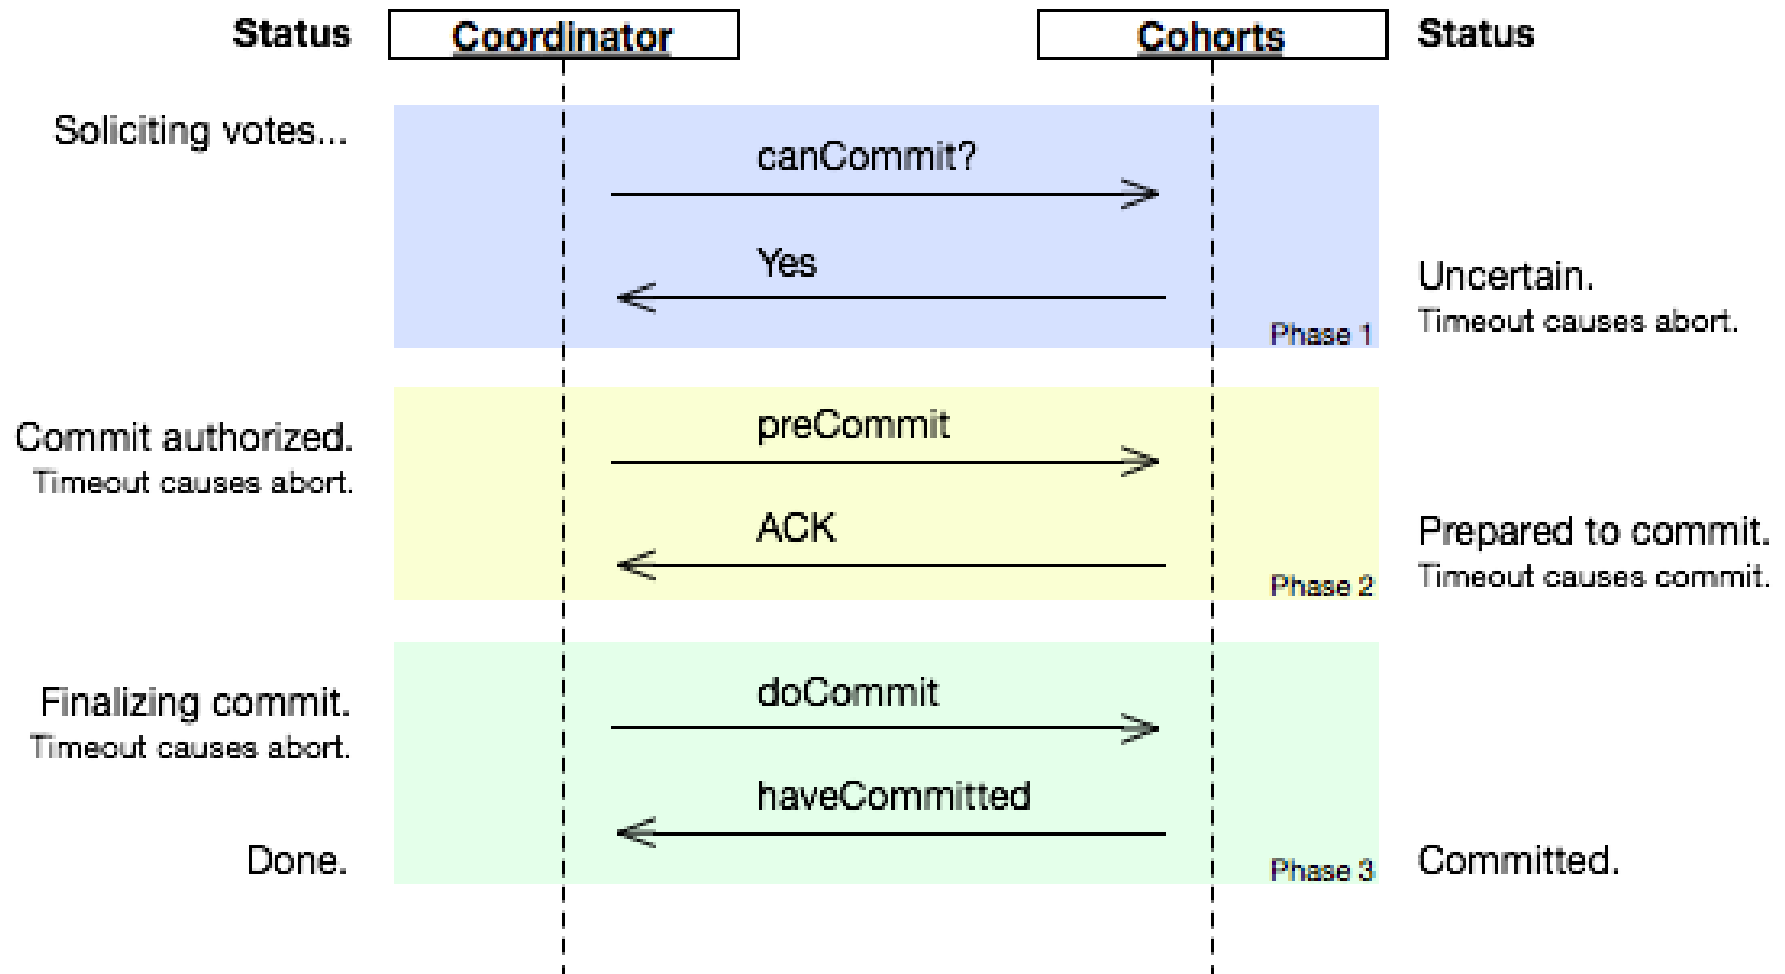 Status
Coordinator
Cohorts
Status
Soliciting votes...
canCommit?
Yes
Uncertain.
Timeout causes abort.
Phase 1
Commit authorized.
Timeout causes abort.
preCommit
ACK
Prepared to commit.
Timeout causes commit.
Phase 2
Finalizing commit.
Timeout causes abort.
doCommit
haveCommitted
Done.
Committed.
Phase 3